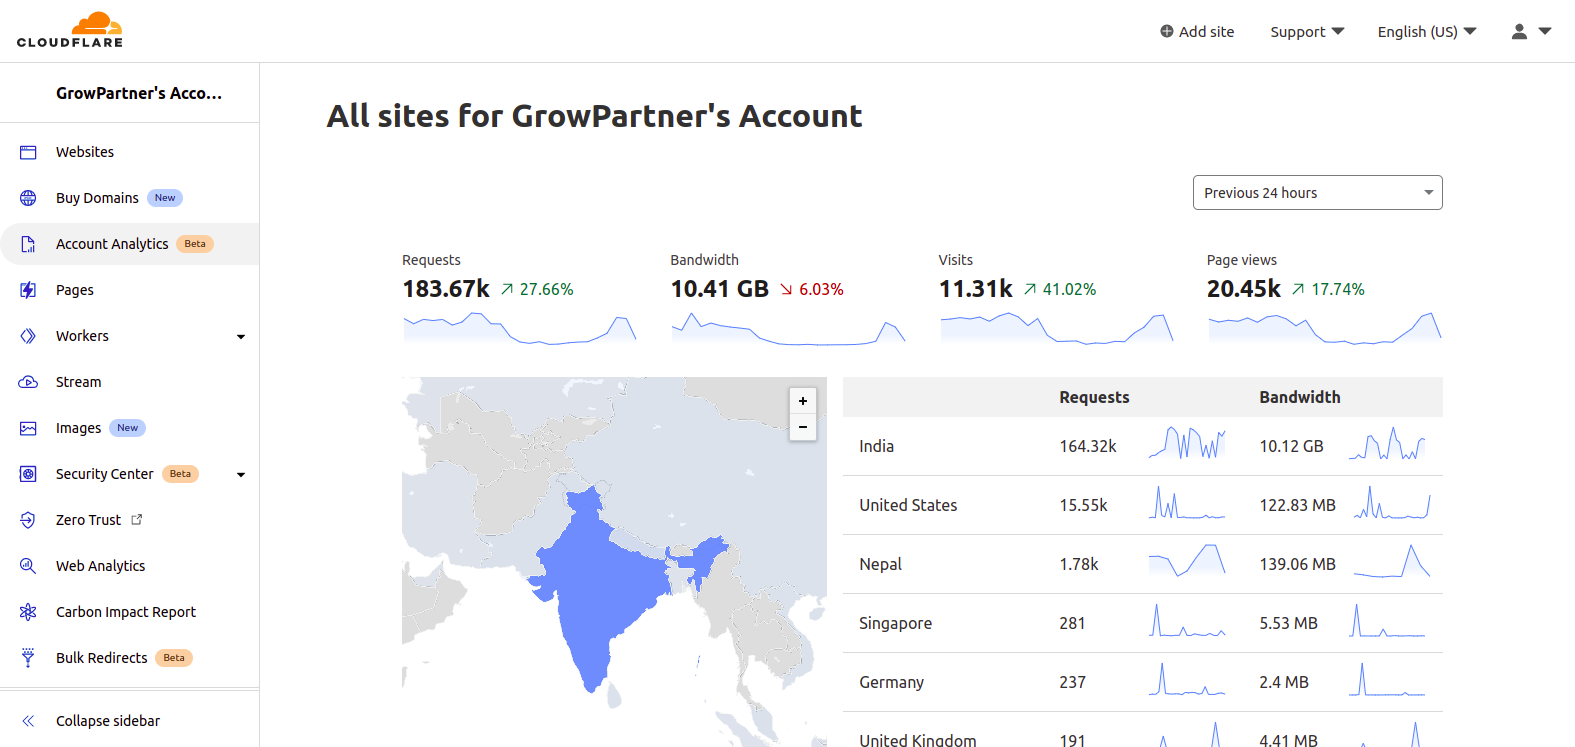 CLOUDFLARE
Add site
Support
English (US)
GrowPartner's Acco...
Websites
Buy Domains New
Account Analytics Beta
Pages
Workers
Stream
Images New
Security Center Beta
Zero Trust
Web Analytics
Carbon Impact Report
Bulk Redirects Beta
Collapse sidebar
All sites for GrowPartner's Account
Previous 24 hours
Requests
183.67k 27.66%
Bandwidth
10.41 GB 6.03%
Visits
11.31k 41.02%
Page views
20.45k 17.74%
+
−
Requests Bandwidth
India 164.32k 10.12 GB
United States 15.55k 122.83 MB
Nepal 1.78k 139.06 MB
Singapore 281 5.53 MB
Germany 237 2.4 MB
United Kingdom 191 4.41 MB